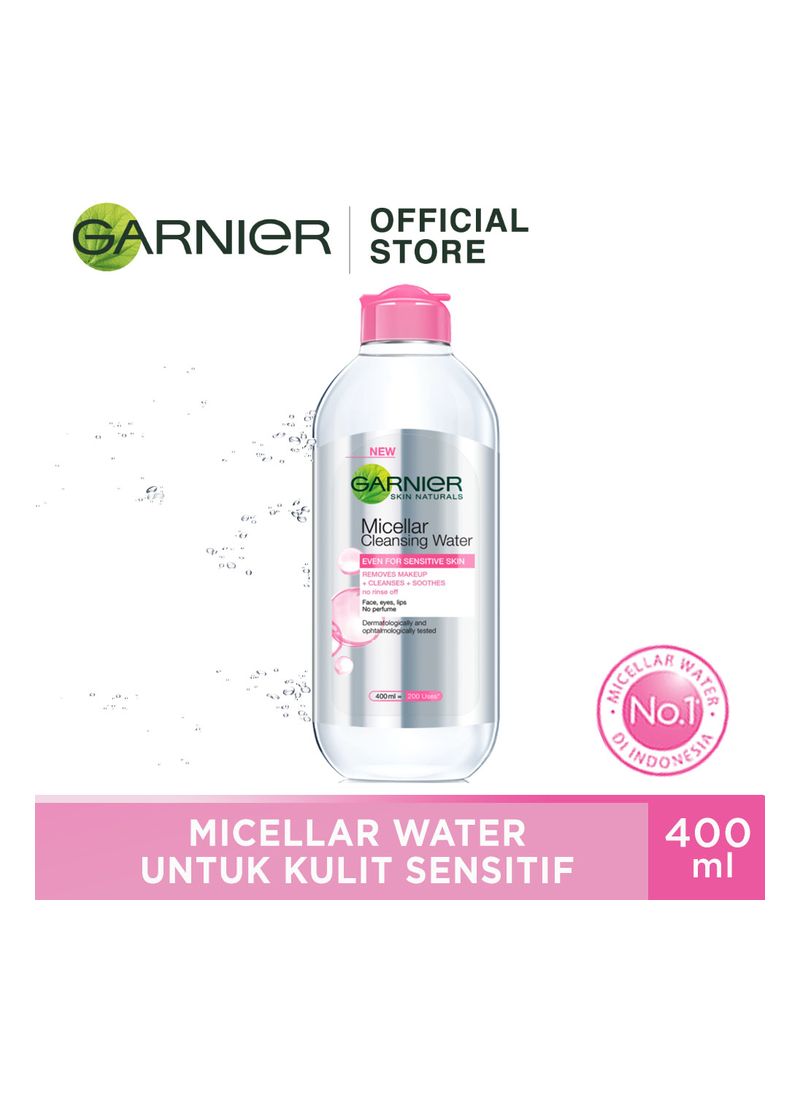 GARNIER
OFFICIAL
STORE
NEW
GARNIER
SKIN NATURALS
Micellar
Cleansing Water
EVEN FOR SENSITIVE SKIN
REMOVES MAKEUP
+ CLEANSES + SOOTHES
no rinse off
Face, eyes, lips
No perfume
Dermatologically and
ophtalmologically tested
400 ml = 200 Uses*
• MICELLAR WATER •
No.1*
DI INDONESIA
MICELLAR WATER
UNTUK KULIT SENSITIF
400
ml